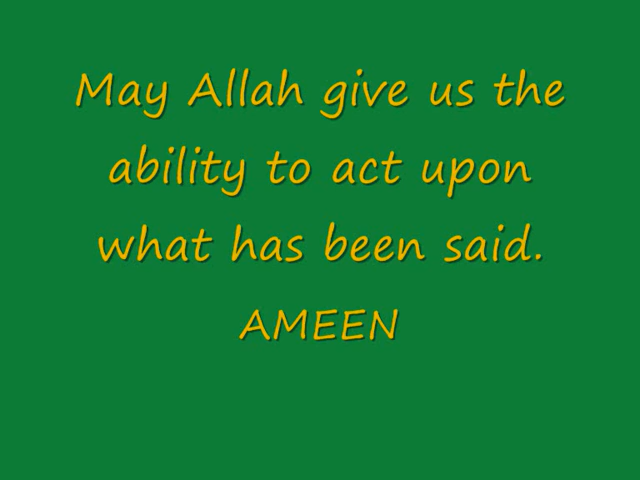 May Allah give us the
ability to act upon
what has been said.
AMEEN